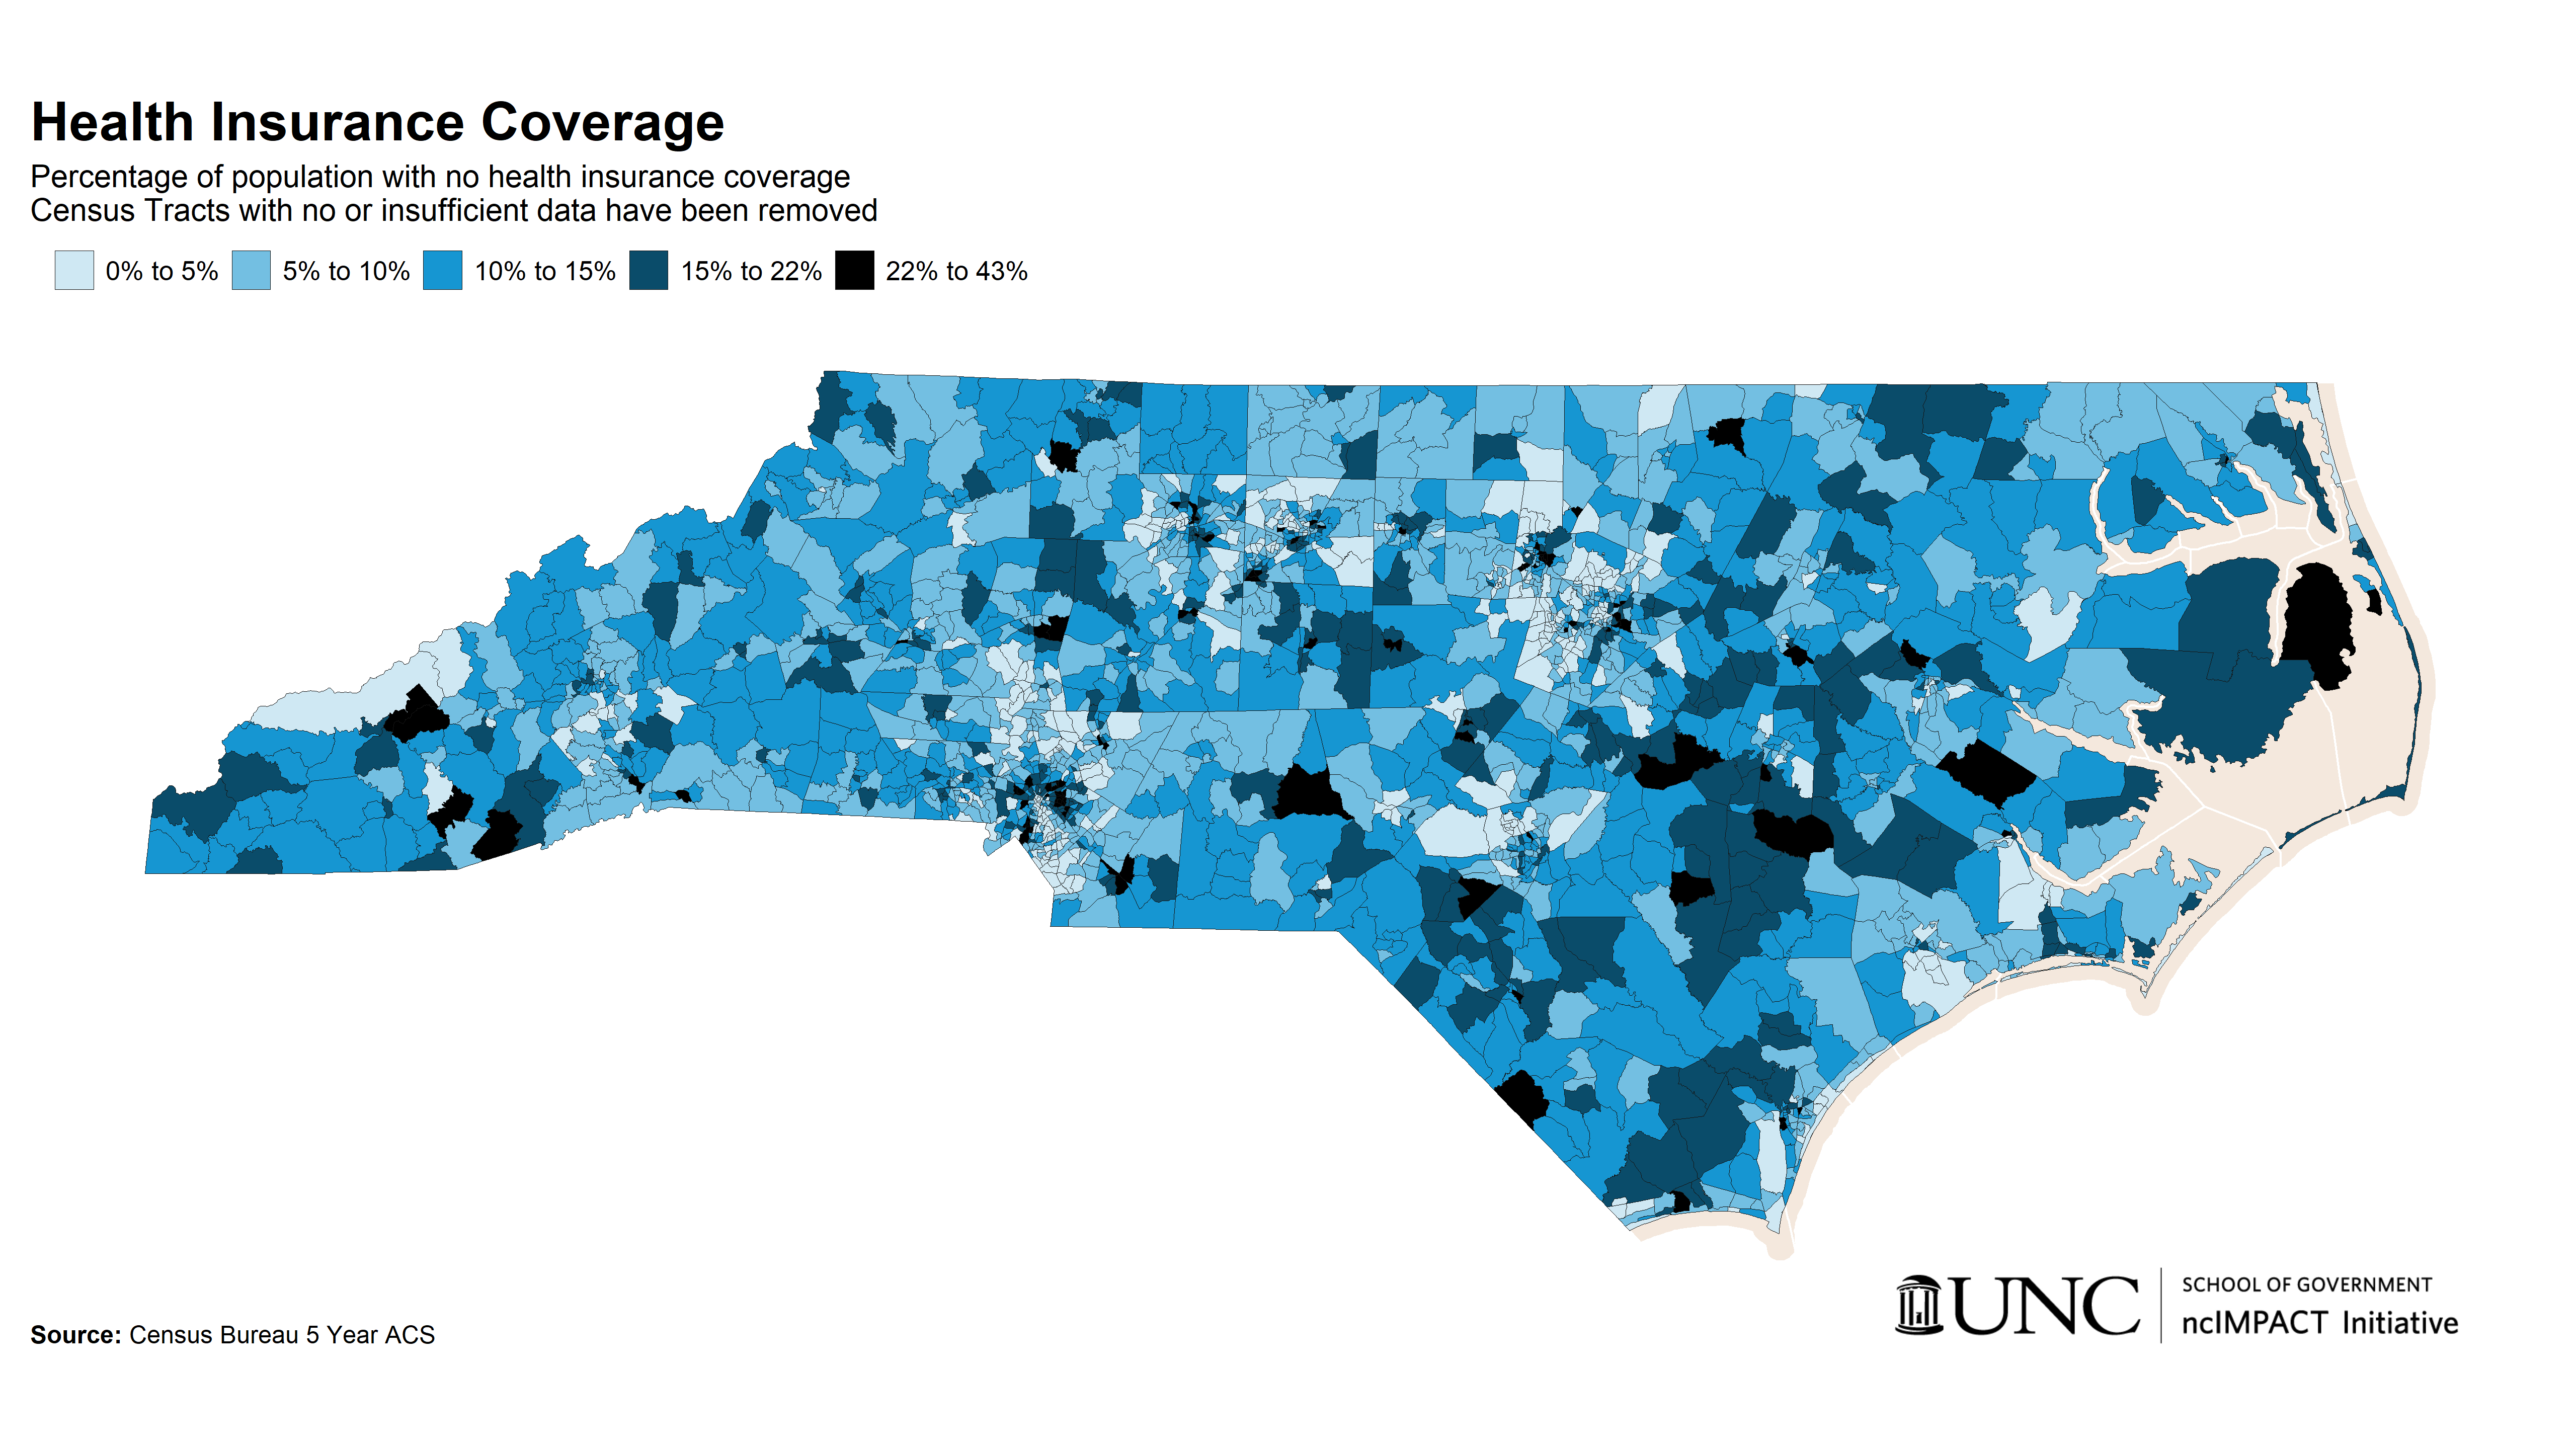 Health Insurance Coverage
Percentage of population with no health insurance coverage
Census Tracts with no or insufficient data have been removed
0% to 5% 5% to 10% 10% to 15% 15% to 22% 22% to 43%
UNC SCHOOL OF GOVERNMENT
ncIMPACT Initiative
Source: Census Bureau 5 Year ACS